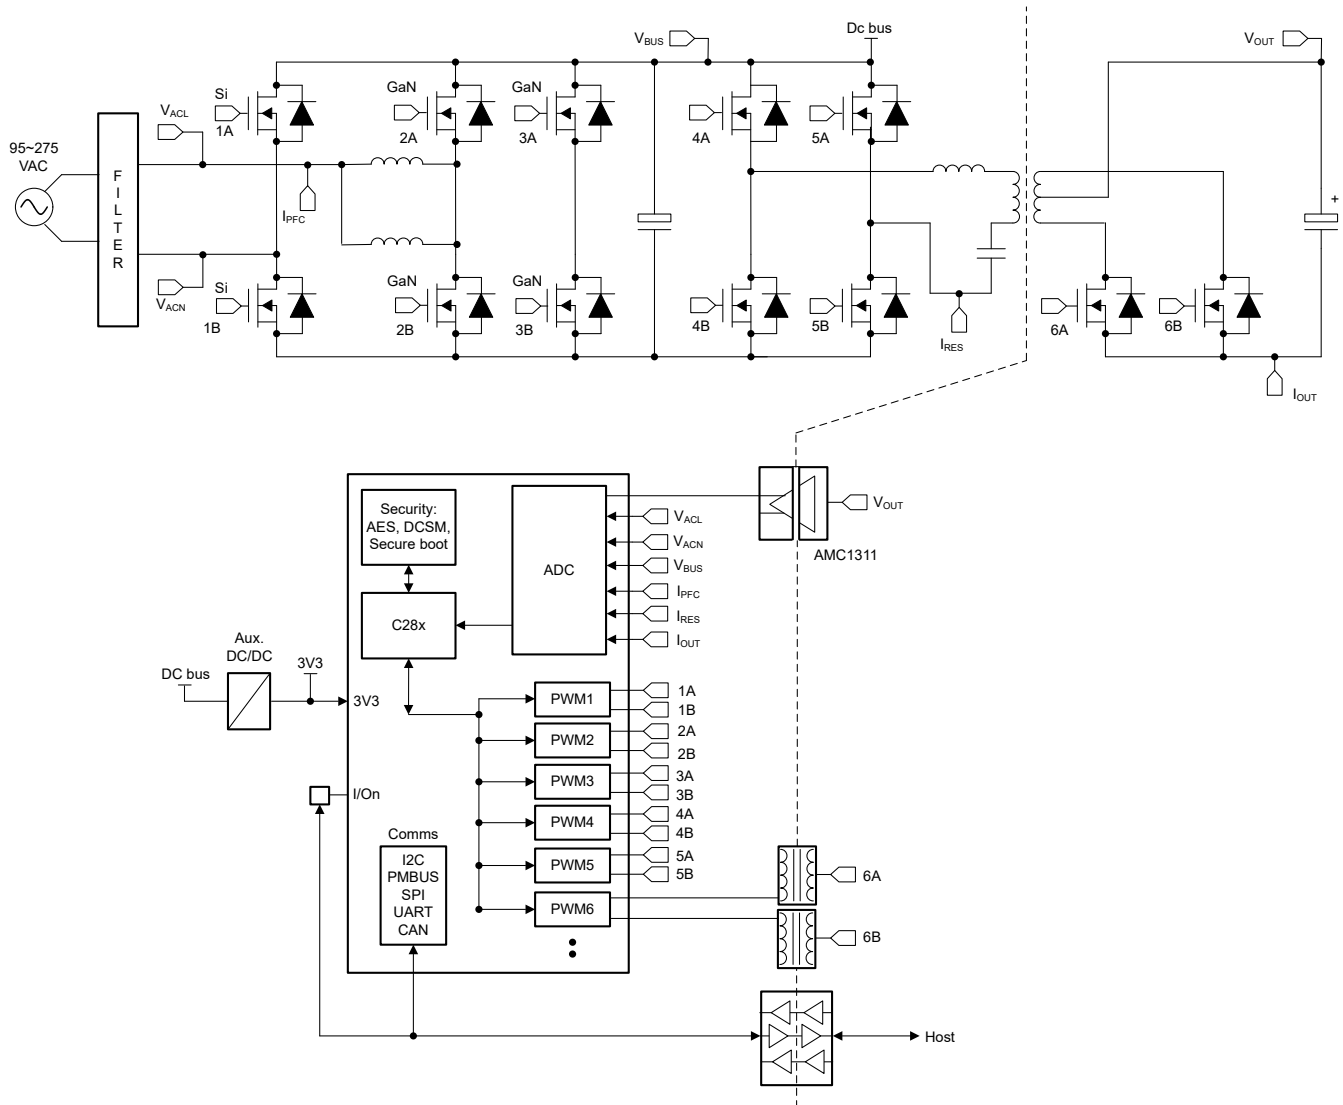 Dc bus
VBUS
VOUT
Si
GaN
GaN
1A
2A
3A
4A
5A
VACL
95~275
VAC
FILTER
IPFC
+
VACN
Si
GaN
GaN
1B
2B
3B
4B
5B
6A
6B
IRES
IOUT
Security:
AES, DCSM,
Secure boot
ADC
C28x
VACL
VACN
VBUS
IPFC
IRES
IOUT
VOUT
AMC1311
Aux.
DC/DC
DC bus
3V3
3V3
PWM1
1A
1B
PWM2
2A
2B
PWM3
3A
3B
PWM4
4A
4B
PWM5
5A
5B
PWM6
6A
6B
I/On
Comms
I2C
PMBUS
SPI
UART
CAN
Host